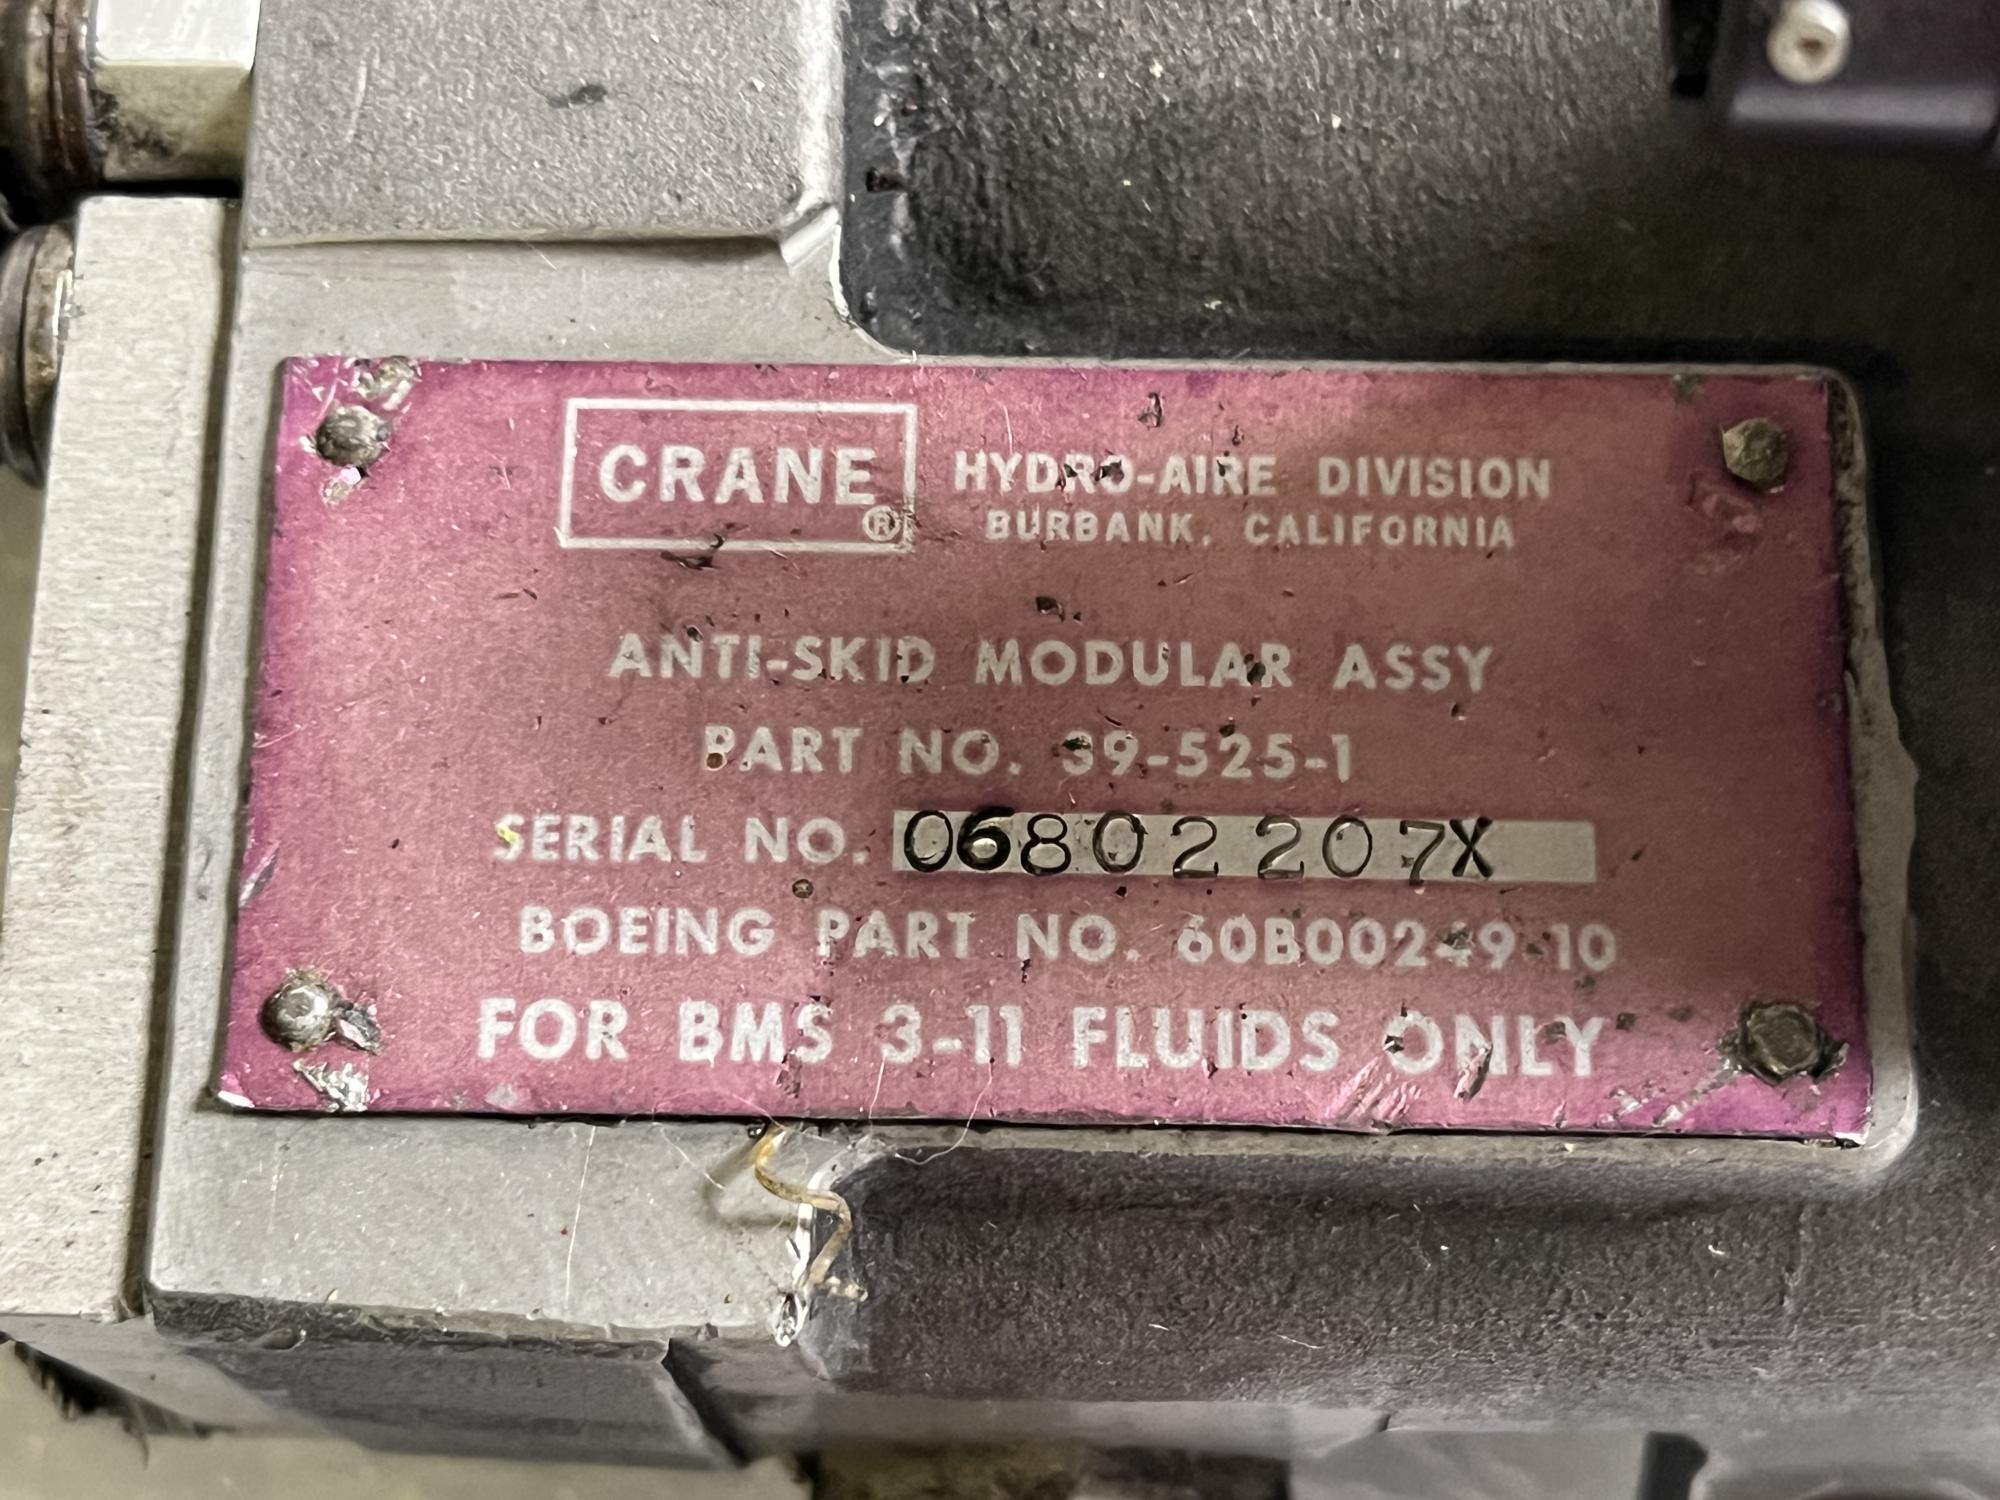 CRANE®
HYDRO-AIRE DIVISION
BURBANK, CALIFORNIA
ANTI-SKID MODULAR ASSY
PART NO. 39-525-1
SERIAL NO. 06802207X
BOEING PART NO. 60B00249-10
FOR BMS 3-11 FLUIDS ONLY